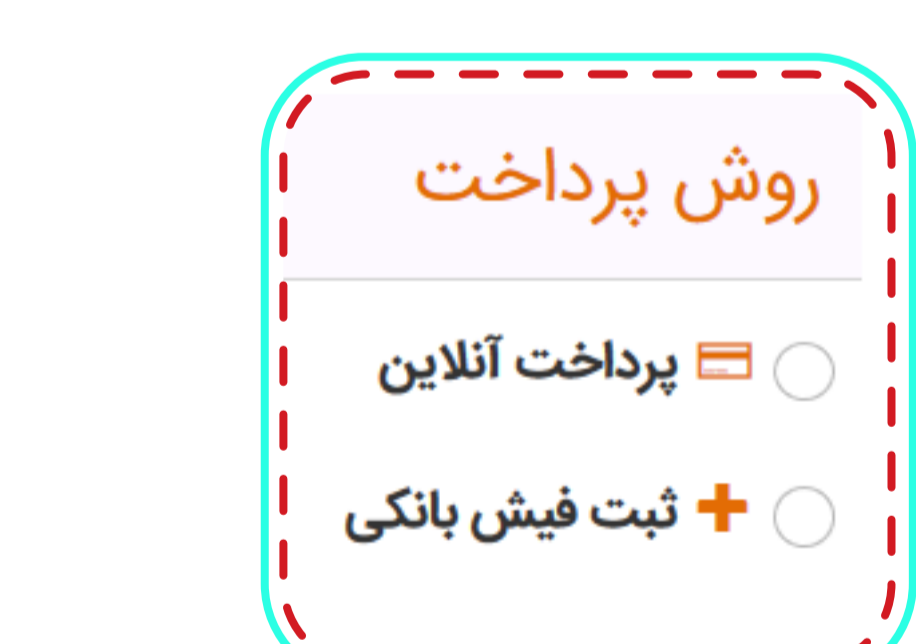 روش پرداخت
پرداخت آنلاین
ثبت فیش بانکی